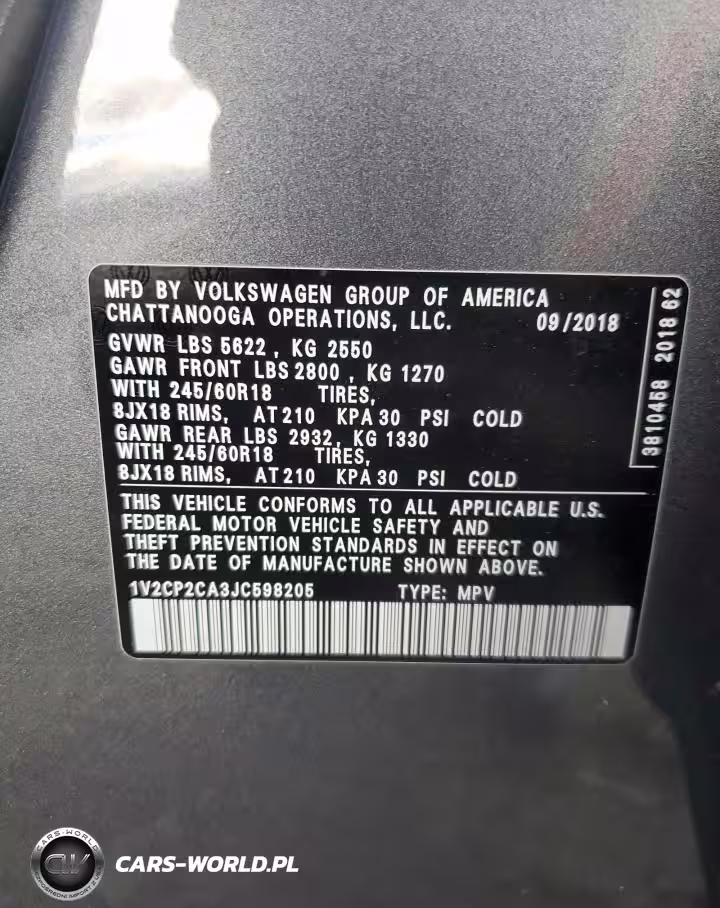 MFD BY VOLKSWAGEN GROUP OF AMERICA
CHATTANOOGA OPERATIONS, LLC. 09/2018
GVWR LBS 5622 , KG 2550
GAWR FRONT LBS 2800 , KG 1270
WITH 245/60R18 TIRES,
8JX18 RIMS, AT 210 KPA 30 PSI COLD
GAWR REAR LBS 2932, KG 1330
WITH 245/60R18 TIRES,
8JX18 RIMS, AT 210 KPA 30 PSI COLD
THIS VEHICLE CONFORMS TO ALL APPLICABLE U.S.
FEDERAL MOTOR VEHICLE SAFETY AND
THEFT PREVENTION STANDARDS IN EFFECT ON
THE DATE OF MANUFACTURE SHOWN ABOVE.
1V2CP2CA3JC598205 TYPE: MPV
3810458 2018 62
CARS-WORLD
CW
CARS-WORLD.PL